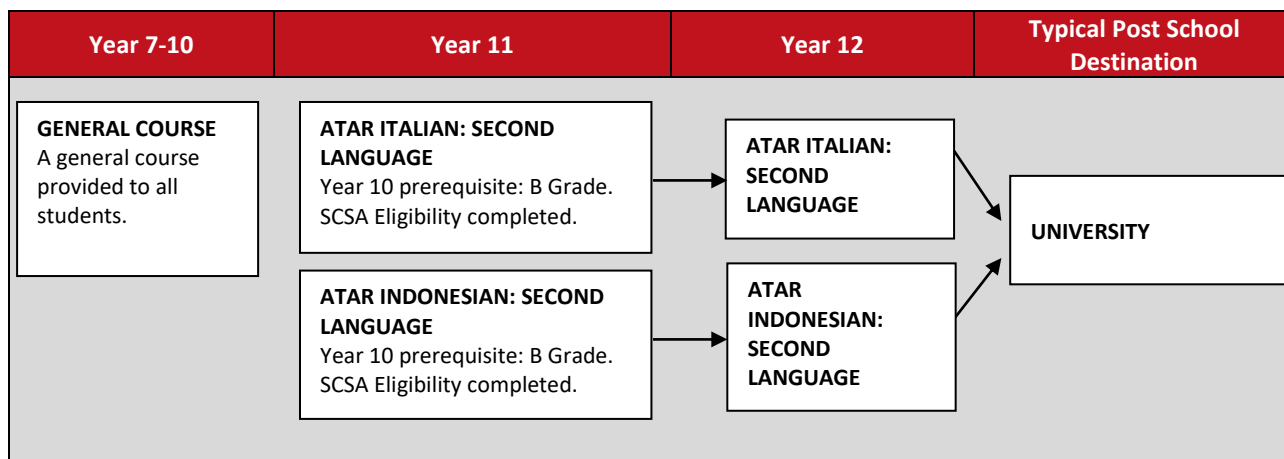 Year 7-10
Year 11
Year 12
Typical Post School
Destination
GENERAL COURSE
A general course
provided to all
students.
ATAR ITALIAN: SECOND
LANGUAGE
Year 10 prerequisite: B Grade.
SCSA Eligibility completed.
ATAR INDONESIAN: SECOND
LANGUAGE
Year 10 prerequisite: B Grade.
SCSA Eligibility completed.
ATAR ITALIAN:
SECOND
LANGUAGE
ATAR
INDONESIAN:
SECOND
LANGUAGE
UNIVERSITY